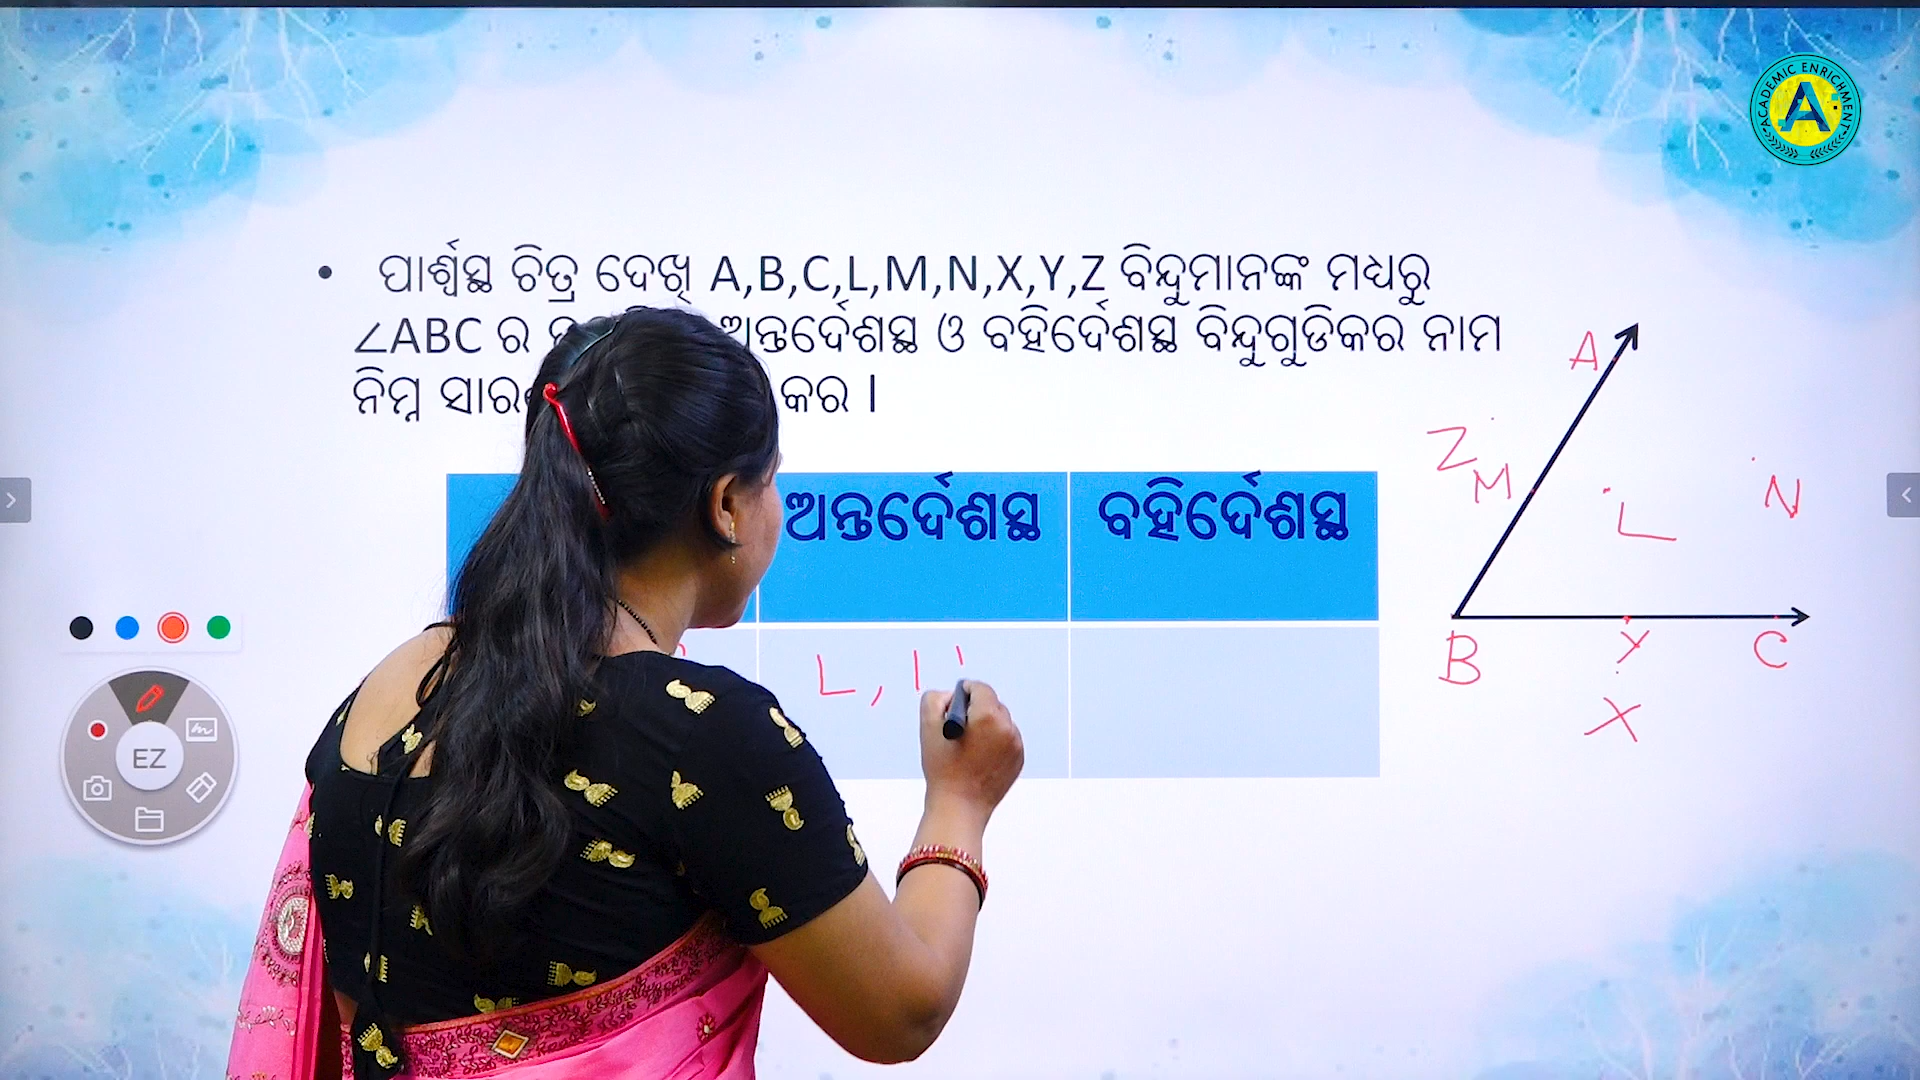 ACADEMIC ENRICHMENT
A
• ପାର୍ଶ୍ୱସ୍ଥ ଚିତ୍ର ଦେଖି A,B,C,L,M,N,X,Y,Z ବିନ୍ଦୁମାନଙ୍କ ମଧ୍ୟରୁ
∠ABC ର ଅନ୍ତର୍ଦେଶସ୍ଥ ଓ ବହିର୍ଦେଶସ୍ଥ ବିନ୍ଦୁଗୁଡିକର ନାମ
ନିମ୍ନ କର ।
ଅନ୍ତର୍ଦେଶସ୍ଥ ବହିର୍ଦେଶସ୍ଥ
L,
A
Z
M
L
N
B
Y
C
X
EZ